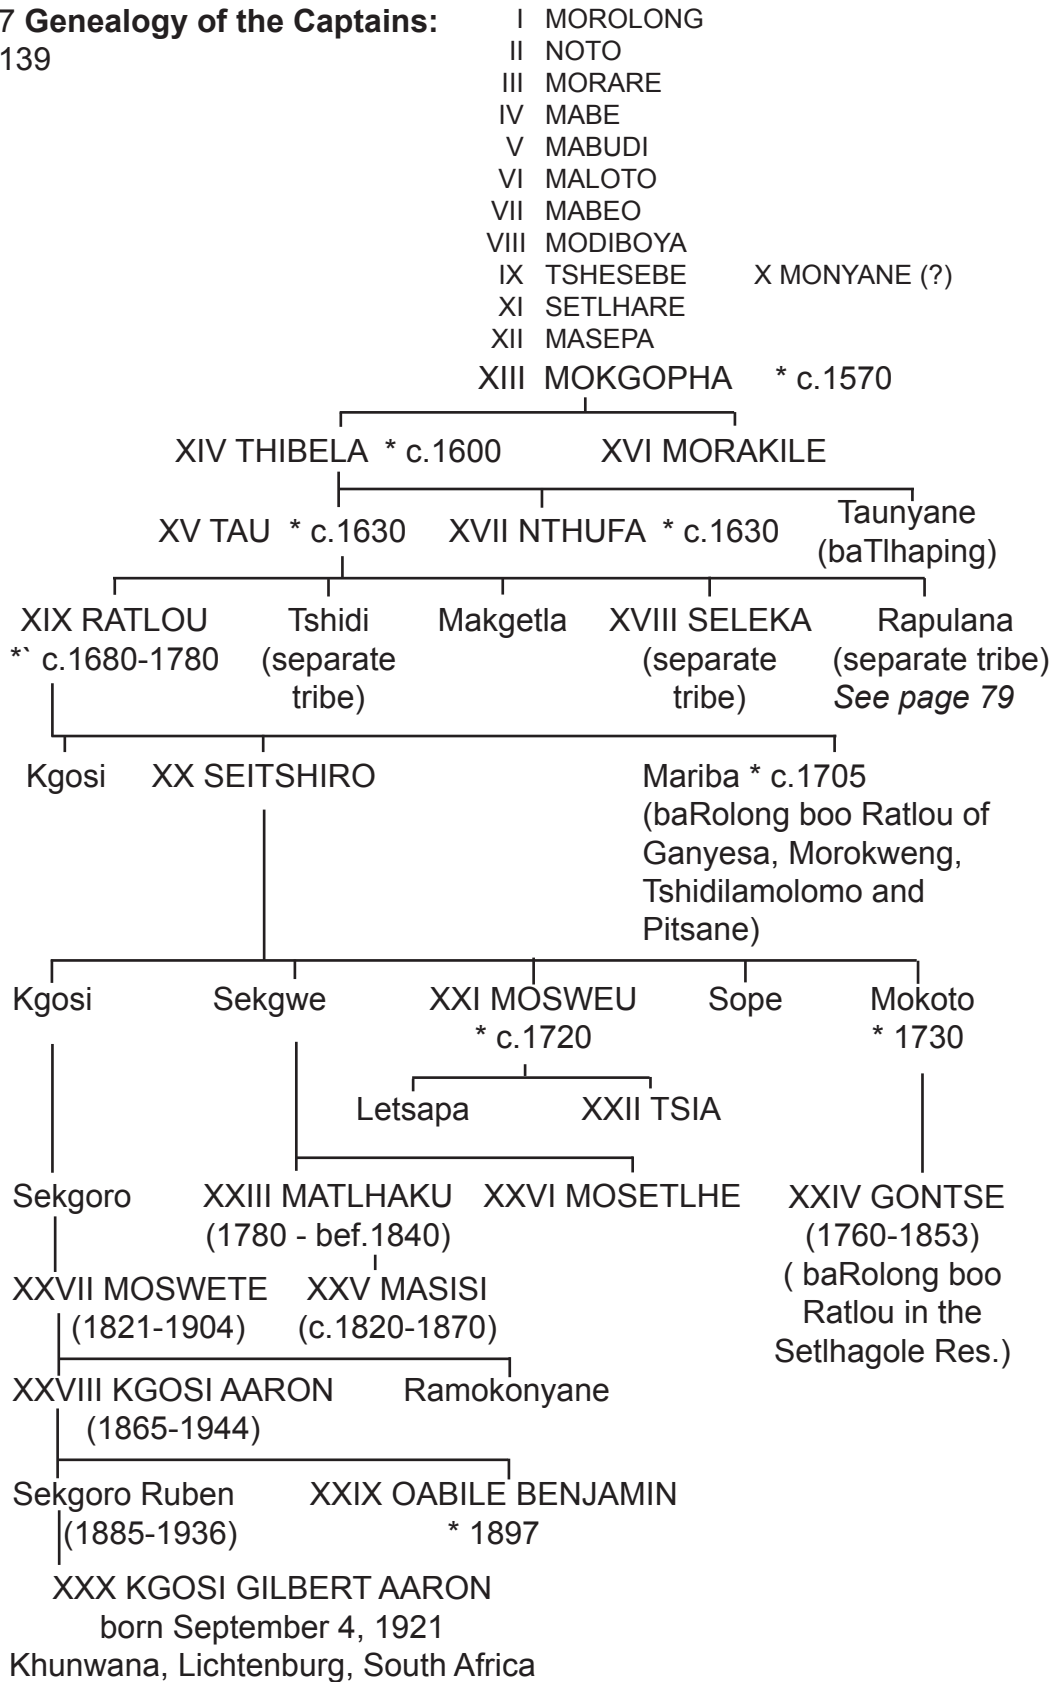 7 Genealogy of the Captains:
139
I MOROLONG
II NOTO
III MORARE
IV MABE
V MABUDI
VI MALOTO
VII MABEO
VIII MODIBOYA
IX TSHESEBE X MONYANE (?)
XI SETLHARE
XII MASEPA
XIII MOKGOPHA * c.1570
XIV THIBELA * c.1600 XVI MORAKILE
XV TAU * c.1630 XVII NTHUFA * c.1630 Taunyane
(baTlhaping)
XIX RATLOU Tshidi Makgetla XVIII SELEKA Rapulana
*` c.1680-1780 (separate (separate (separate tribe)
tribe) tribe) See page 79
Kgosi XX SEITSHIRO Mariba * c.1705
(baRolong boo Ratlou of
Ganyesa, Morokweng,
Tshidilamolomo and
Pitsane)
Kgosi Sekgwe XXI MOSWEU Sope Mokoto
* c.1720 * 1730
Letsapa XXII TSIA
Sekgoro XXIII MATLHAKU XXVI MOSETLHE XXIV GONTSE
(1780 - bef.1840) (1760-1853)
XXVII MOSWETE XXV MASISI ( baRolong boo
(1821-1904) (c.1820-1870) Ratlou in the
Setlhagole Res.)
XXVIII KGOSI AARON Ramokonyane
(1865-1944)
Sekgoro Ruben XXIX OABILE BENJAMIN
(1885-1936) * 1897
XXX KGOSI GILBERT AARON
born September 4, 1921
Khunwana, Lichtenburg, South Africa